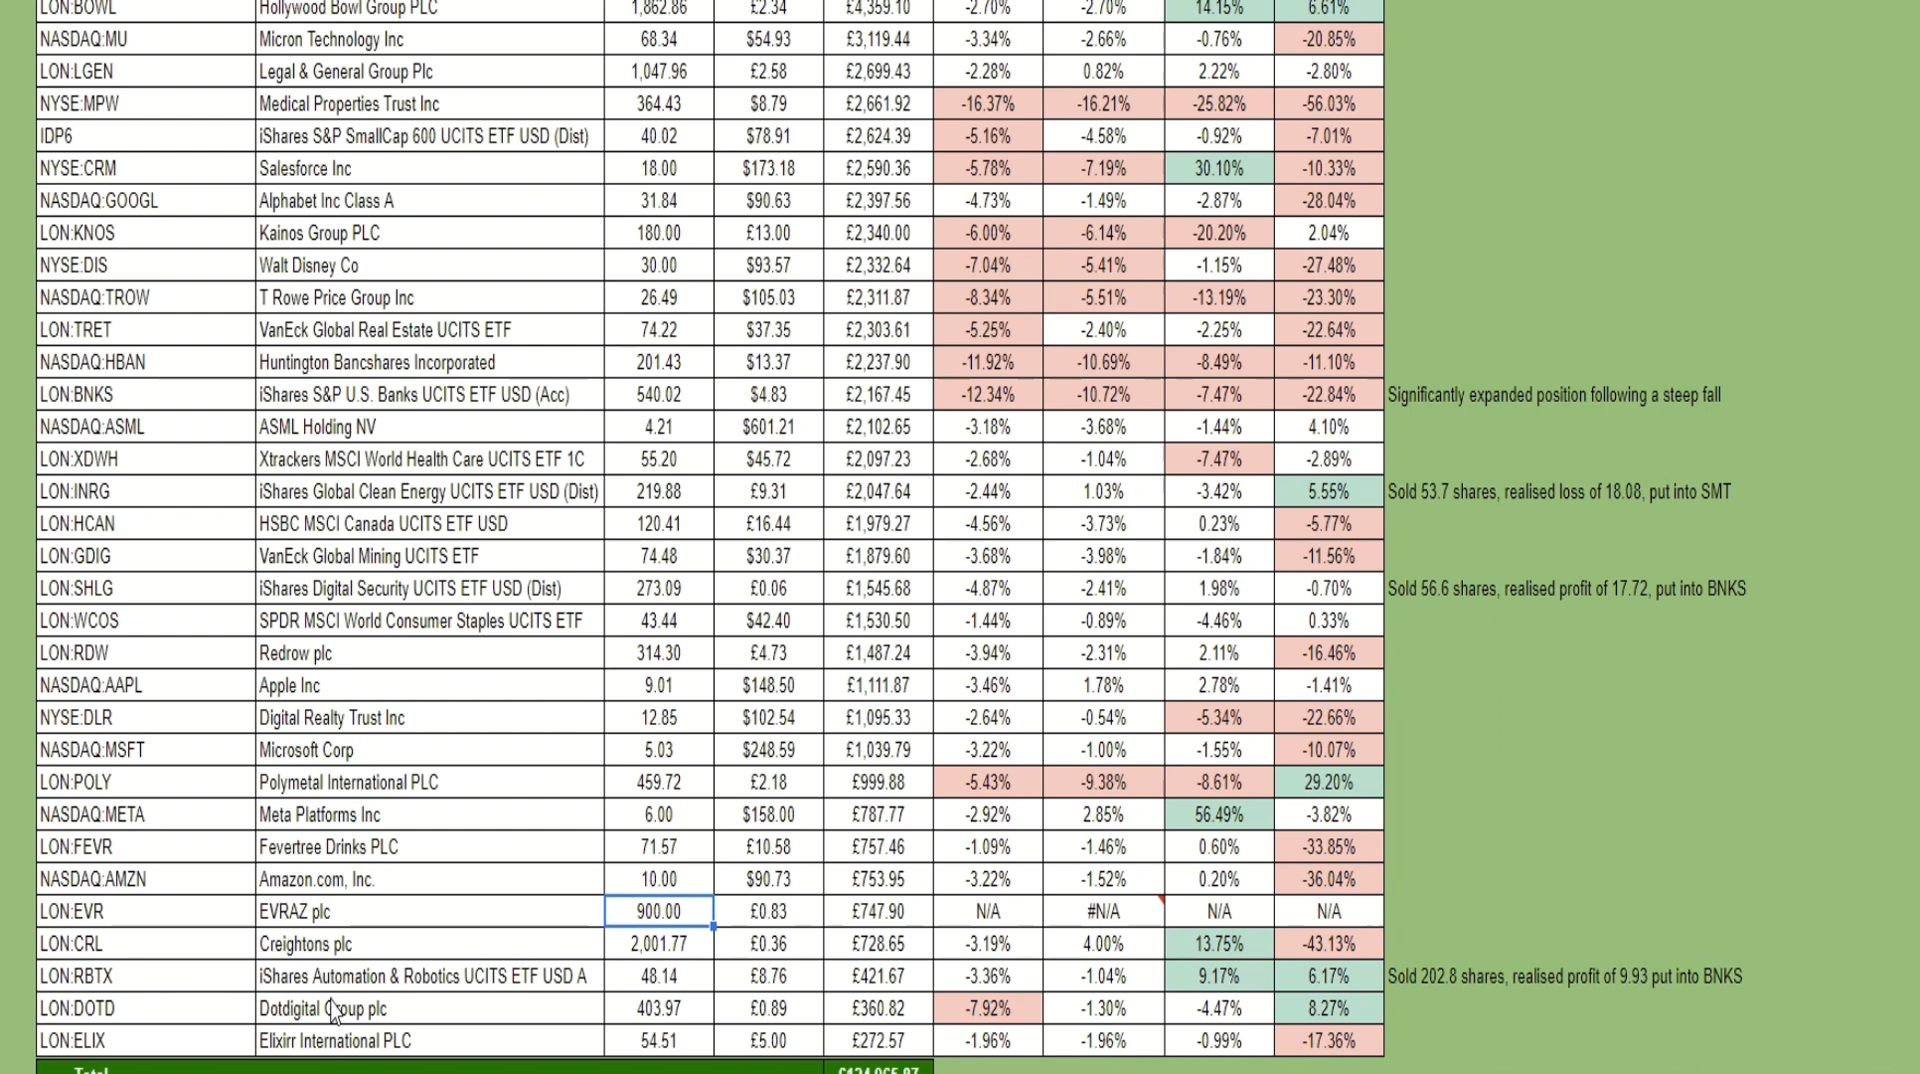 LON:BOWL Hollywood Bowl Group PLC 1,862.86 £2.34 £4,359.10 -2.70% -2.70% 14.15% 6.61%
NASDAQ:MU Micron Technology Inc 68.34 $54.93 £3,119.44 -3.34% -2.66% -0.76% -20.85%
LON:LGEN Legal & General Group Plc 1,047.96 £2.58 £2,699.43 -2.28% 0.82% 2.22% -2.80%
NYSE:MPW Medical Properties Trust Inc 364.43 $8.79 £2,661.92 -16.37% -16.21% -25.82% -56.03%
IDP6 iShares S&P SmallCap 600 UCITS ETF USD (Dist) 40.02 $78.91 £2,624.39 -5.16% -4.58% -0.92% -7.01%
NYSE:CRM Salesforce Inc 18.00 $173.18 £2,590.36 -5.78% -7.19% 30.10% -10.33%
NASDAQ:GOOGL Alphabet Inc Class A 31.84 $90.63 £2,397.56 -4.73% -1.49% -2.87% -28.04%
LON:KNOS Kainos Group PLC 180.00 £13.00 £2,340.00 -6.00% -6.14% -20.20% 2.04%
NYSE:DIS Walt Disney Co 30.00 $93.57 £2,332.64 -7.04% -5.41% -1.15% -27.48%
NASDAQ:TROW T Rowe Price Group Inc 26.49 $105.03 £2,311.87 -8.34% -5.51% -13.19% -23.30%
LON:TRET VanEck Global Real Estate UCITS ETF 74.22 $37.35 £2,303.61 -5.25% -2.40% -2.25% -22.64%
NASDAQ:HBAN Huntington Bancshares Incorporated 201.43 $13.37 £2,237.90 -11.92% -10.69% -8.49% -11.10%
LON:BNKS iShares S&P U.S. Banks UCITS ETF USD (Acc) 540.02 $4.83 £2,167.45 -12.34% -10.72% -7.47% -22.84% Significantly expanded position following a steep fall
NASDAQ:ASML ASML Holding NV 4.21 $601.21 £2,102.65 -3.18% -3.68% -1.44% 4.10%
LON:XDWH Xtrackers MSCI World Health Care UCITS ETF 1C 55.20 $45.72 £2,097.23 -2.68% -1.04% -7.47% -2.89%
LON:INRG iShares Global Clean Energy UCITS ETF USD (Dist) 219.88 £9.31 £2,047.64 -2.44% 1.03% -3.42% 5.55% Sold 53.7 shares, realised loss of 18.08, put into SMT
LON:HCAN HSBC MSCI Canada UCITS ETF USD 120.41 £16.44 £1,979.27 -4.56% -3.73% 0.23% -5.77%
LON:GDIG VanEck Global Mining UCITS ETF 74.48 $30.37 £1,879.60 -3.68% -3.98% -1.84% -11.56%
LON:SHLG iShares Digital Security UCITS ETF USD (Dist) 273.09 £0.06 £1,545.68 -4.87% -2.41% 1.98% -0.70% Sold 56.6 shares, realised profit of 17.72, put into BNKS
LON:WCOS SPDR MSCI World Consumer Staples UCITS ETF 43.44 $42.40 £1,530.50 -1.44% -0.89% -4.46% 0.33%
LON:RDW Redrow plc 314.30 £4.73 £1,487.24 -3.94% -2.31% 2.11% -16.46%
NASDAQ:AAPL Apple Inc 9.01 $148.50 £1,111.87 -3.46% 1.78% 2.78% -1.41%
NYSE:DLR Digital Realty Trust Inc 12.85 $102.54 £1,095.33 -2.64% -0.54% -5.34% -22.66%
NASDAQ:MSFT Microsoft Corp 5.03 $248.59 £1,039.79 -3.22% -1.00% -1.55% -10.07%
LON:POLY Polymetal International PLC 459.72 £2.18 £999.88 -5.43% -9.38% -8.61% 29.20%
NASDAQ:META Meta Platforms Inc 6.00 $158.00 £787.77 -2.92% 2.85% 56.49% -3.82%
LON:FEVR Fevertree Drinks PLC 71.57 £10.58 £757.46 -1.09% -1.46% 0.60% -33.85%
NASDAQ:AMZN Amazon.com, Inc. 10.00 $90.73 £753.95 -3.22% -1.52% 0.20% -36.04%
LON:EVR EVRAZ plc 900.00 £0.83 £747.90 N/A #N/A N/A N/A
LON:CRL Creightons plc 2,001.77 £0.36 £728.65 -3.19% 4.00% 13.75% -43.13%
LON:RBTX iShares Automation & Robotics UCITS ETF USD A 48.14 £8.76 £421.67 -3.36% -1.04% 9.17% 6.17% Sold 202.8 shares, realised profit of 9.93 put into BNKS
LON:DOTD Dotdigital Group plc 403.97 £0.89 £360.82 -7.92% -1.30% -4.47% 8.27%
LON:ELIX Elixirr International PLC 54.51 £5.00 £272.57 -1.96% -1.96% -0.99% -17.36%
Total